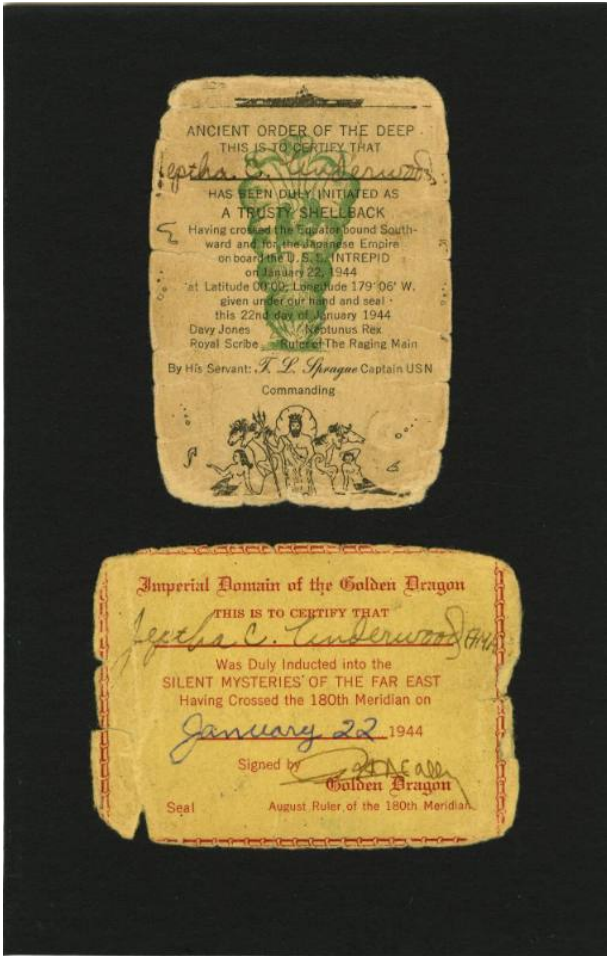 ANCIENT ORDER OF THE DEEP
THIS IS TO CERTIFY THAT
Jeptha C. Underwood
HAS BEEN DULY INITIATED AS
A TRUSTY SHELLBACK
Having crossed the Equator bound South-
ward and for the Japanese Empire
on board the U. S. S. INTREPID
on January 22, 1944
at Latitude 00°00, Longitude 179°06' W.
given under our hand and seal
this 22nd day of January 1944
Davy Jones Neptunus Rex
Royal Scribe Ruler of The Raging Main
By His Servant: T. L. Sprague Captain USN
Commanding
Imperial Domain of the Golden Dragon
THIS IS TO CERTIFY THAT
Jeptha C. Underwood
Was Duly Inducted into the
SILENT MYSTERIES OF THE FAR EAST
Having Crossed the 180th Meridian on
January 22 1944
Signed by
Golden Dragon
Seal August Ruler of the 180th Meridian